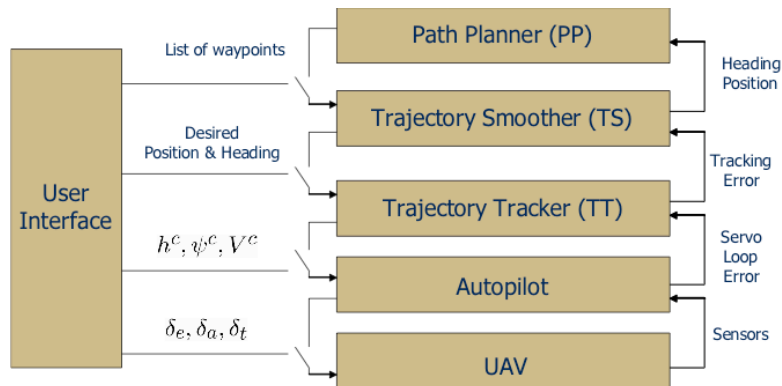 Path Planner (PP)
List of waypoints
Heading
Position
Trajectory Smoother (TS)
Desired
Position & Heading
Tracking
Error
User
Interface
Trajectory Tracker (TT)
h^c, ψ^c, V^c
Servo
Loop
Error
Autopilot
δ_e, δ_a, δ_t
Sensors
UAV